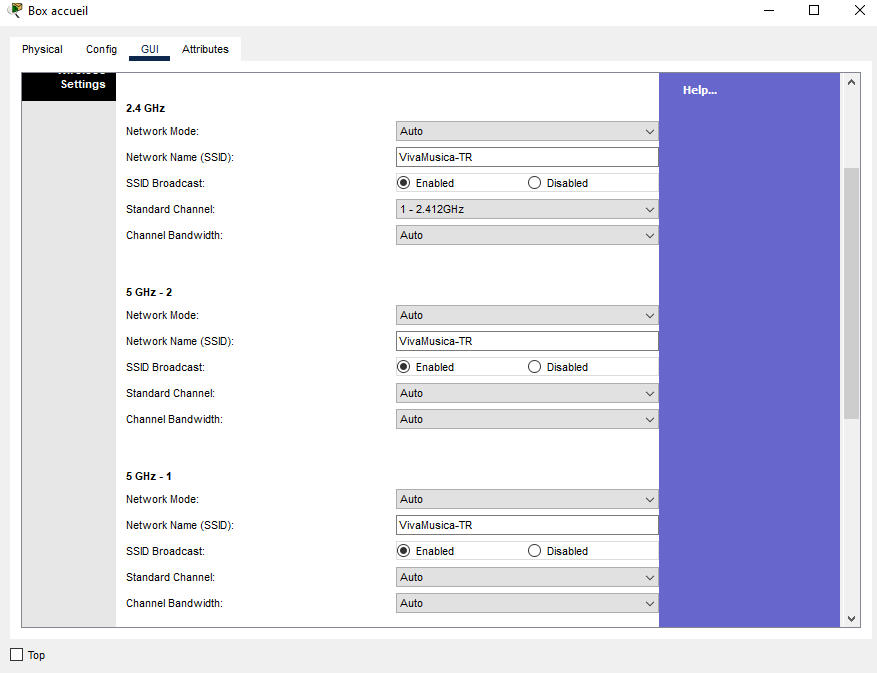 Box accueil
Physical Config GUI Attributes
Wireless
Settings
Help...
2.4 GHz
Network Mode: Auto
Network Name (SSID): VivaMusica-TR
SSID Broadcast: Enabled Disabled
Standard Channel: 1 - 2.412GHz
Channel Bandwidth: Auto
5 GHz - 2
Network Mode: Auto
Network Name (SSID): VivaMusica-TR
SSID Broadcast: Enabled Disabled
Standard Channel: Auto
Channel Bandwidth: Auto
5 GHz - 1
Network Mode: Auto
Network Name (SSID): VivaMusica-TR
SSID Broadcast: Enabled Disabled
Standard Channel: Auto
Channel Bandwidth: Auto
Top